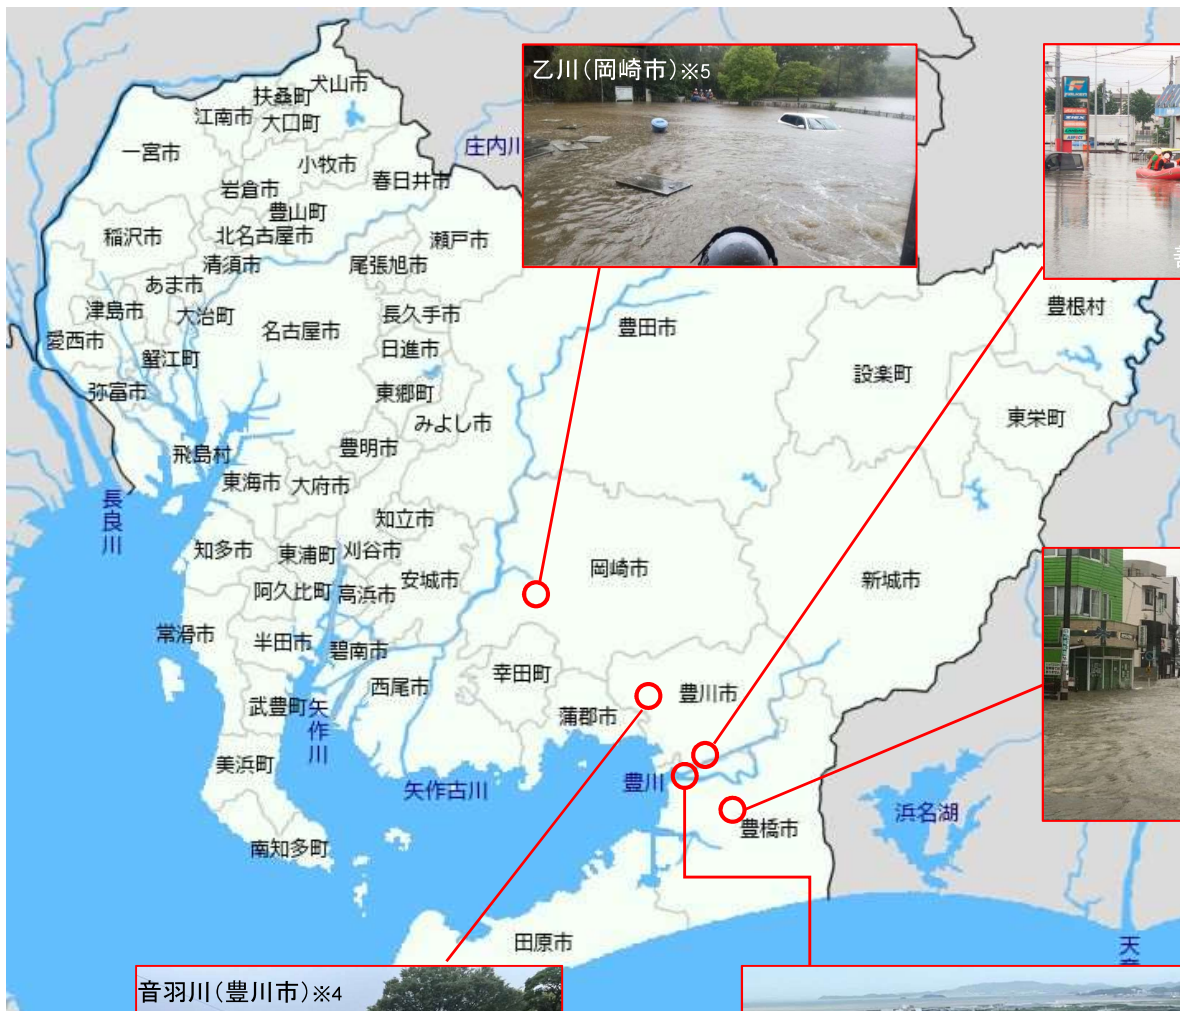 乙川（岡崎市）※5
犬山市
扶桑町
江南市
大口町
一宮市
小牧市
庄内川
春日井市
岩倉市
豊山町
稲沢市
北名古屋市
瀬戸市
清須市
尾張旭市
あま市
津島市
大治町
長久手市
豊根村
愛西市
名古屋市
豊田市
日進市
蟹江町
設楽町
弥富市
東郷町
みよし市
東栄町
豊明市
飛島村
東海市
大府市
長良川
知立市
知多市
東浦町
刈谷市
岡崎市
新城市
安城市
阿久比町
高浜市
常滑市
半田市
碧南市
幸田町
西尾市
豊川市
武豊町
矢作川
蒲郡市
美浜町
矢作古川
豊川
浜名湖
豊橋市
南知多町
田原市
音羽川（豊川市）※4